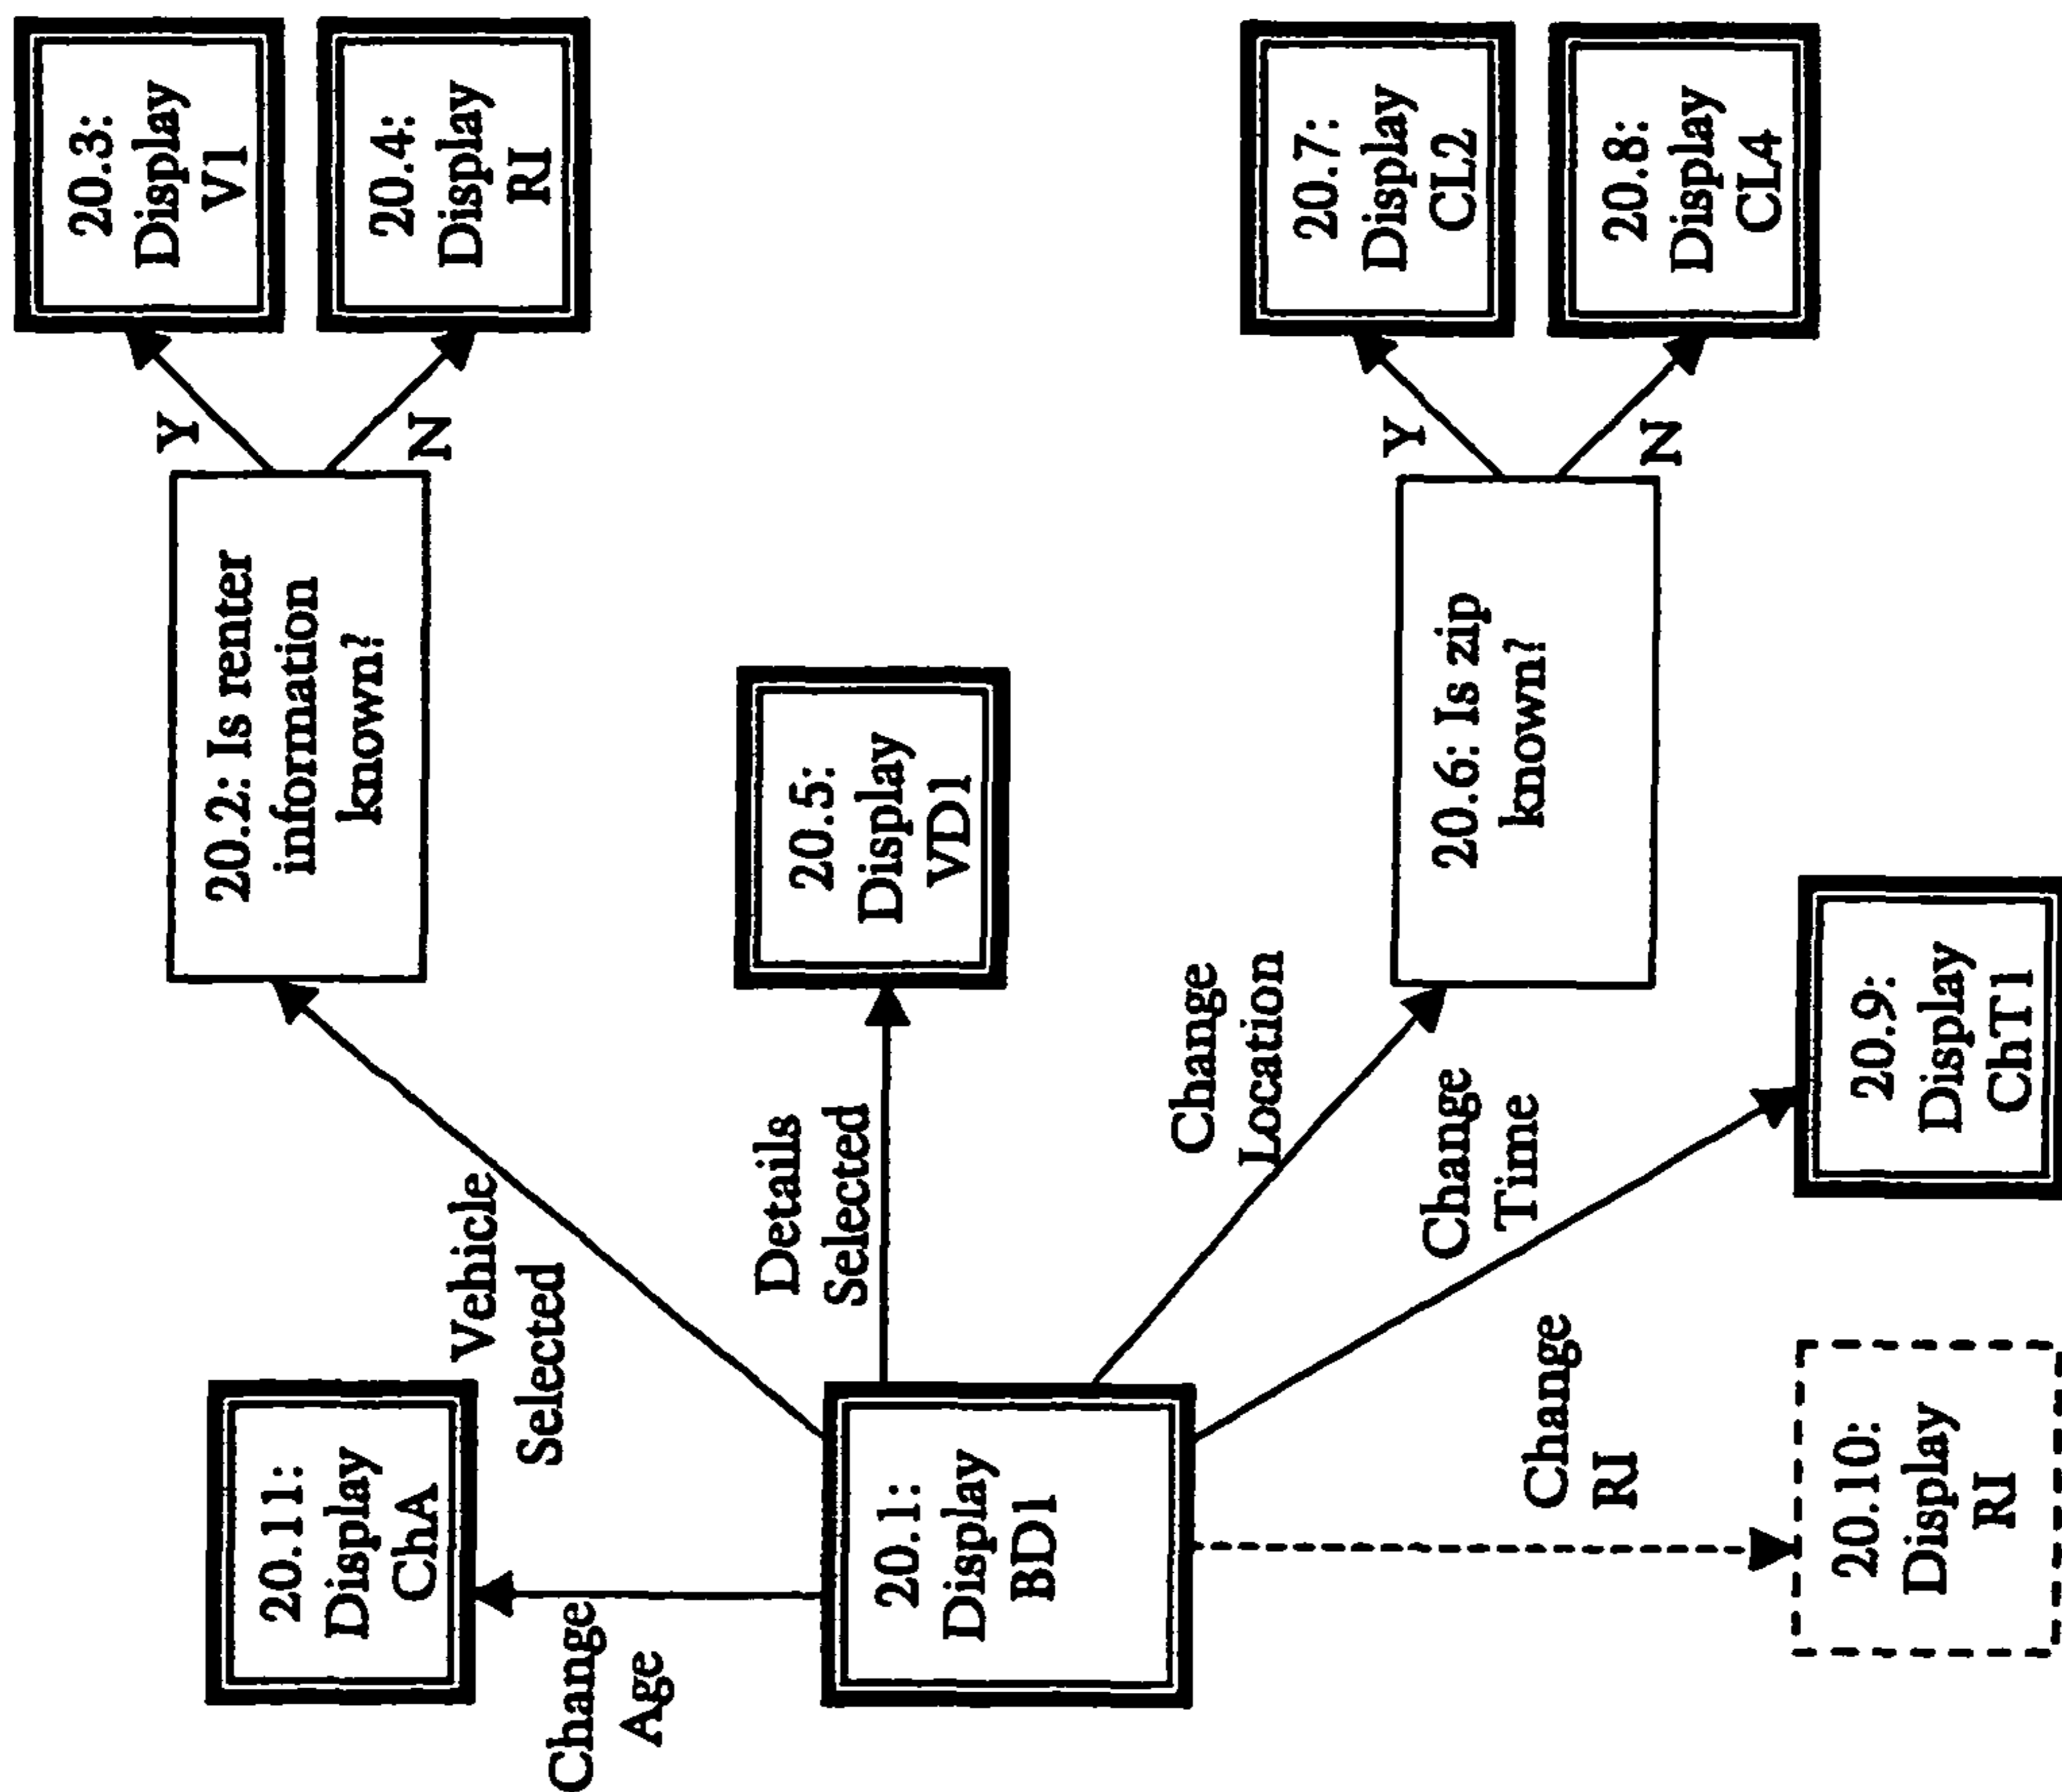 20.11:
Display
ChA
Change
Age
20.1:
Display
BD1
Vehicle
Selected
20.2: Is renter
information
known?
Y
N
20.3:
Display
V1
20.4:
Display
RI
Details
Selected
20.5:
Display
VD1
Change
Location
20.6: Is zip
known?
Y
N
20.7:
Display
CL2
20.8:
Display
CL4
Change
Time
20.9:
Display
ChT1
Change
RI
20.10:
Display
RI